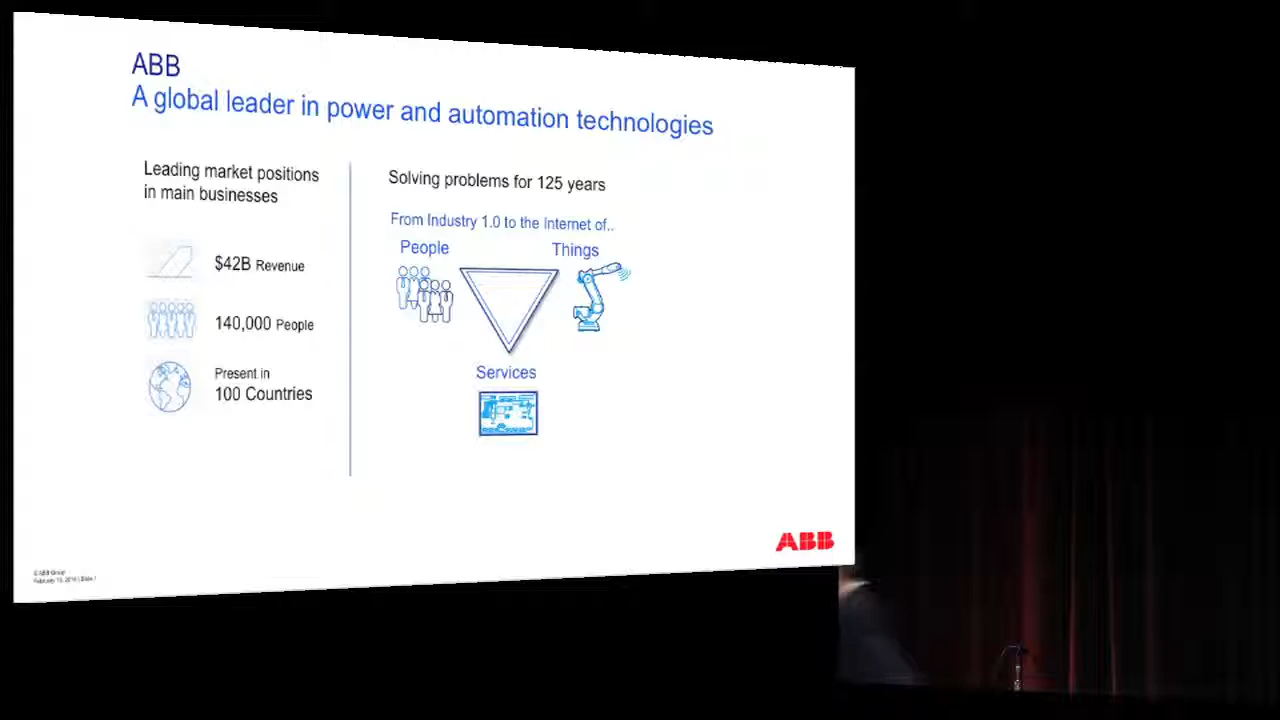 ABB
A global leader in power and automation technologies
Leading market positions
in main businesses
$42B Revenue
140,000 People
Present in
100 Countries
Solving problems for 125 years
From Industry 1.0 to the Internet of..
People
Things
Services
ABB
© ABB Group